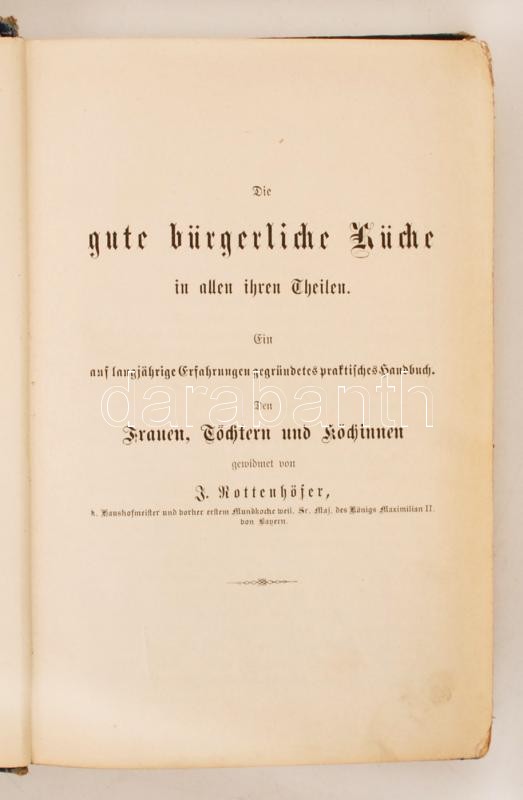 Die
gute bürgerliche Küche
in allen ihren Theilen.
Ein
auf langjährige Erfahrungen gegründetes praktisches Handbuch.
darabanth
Den
Frauen, Töchtern und Köchinnen
gewidmet von
J. Rottenhöfer,
k. Haushofmeister und vorher erstem Mundkoche weil. Sr. Maj. des Königs Maximilian II.
von Bayern.